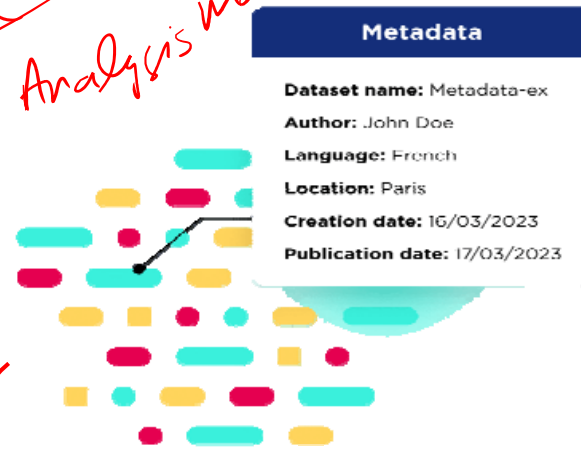 Analysis
Metadata
Dataset name: Metadata-ex
Author: John Doe
Language: French
Location: Paris
Creation date: 16/03/2023
Publication date: 17/03/2023